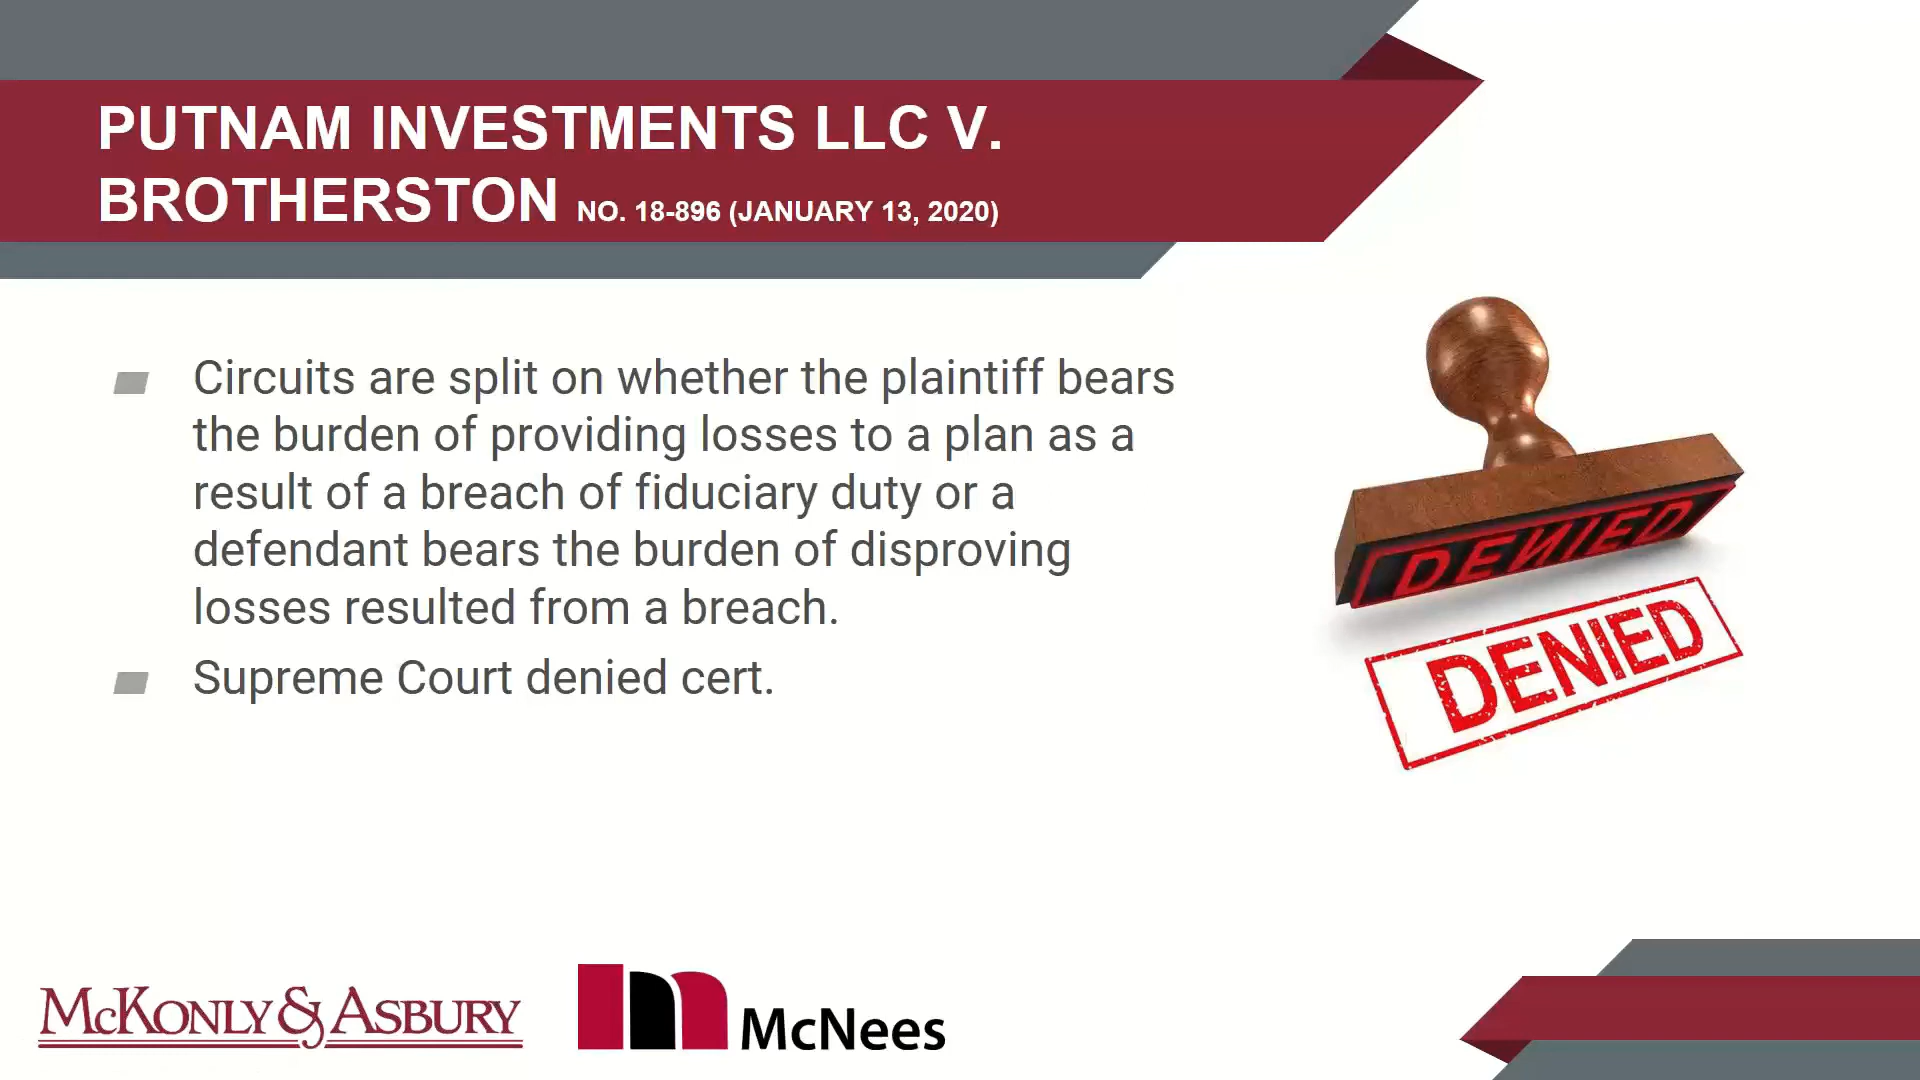 PUTNAM INVESTMENTS LLC V.
BROTHERSTON NO. 18-896 (JANUARY 13, 2020)
Circuits are split on whether the plaintiff bears
the burden of providing losses to a plan as a
result of a breach of fiduciary duty or a
defendant bears the burden of disproving
losses resulted from a breach.
Supreme Court denied cert.
DENIED
DENIED
McKONLY & ASBURY
McNees